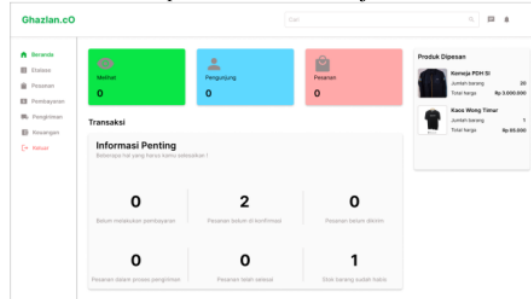 Ghazlan.cO
Cari
Beranda
Etalase
Pesanan
Pembayaran
Pengiriman
Keuangan
Keluar
Melihat
0
Pengunjung
0
Pesanan
0
Produk Dipesan
Kemeja PDH SI
Jumlah barang 20
Total harga Rp 3.000.000
Kaos Wong Timur
Jumlah barang 1
Total harga Rp 65.000
Transaksi
Informasi Penting
Beberapa hal yang harus kamu selesaikan !
0 2 0
Belum melakukan pembayaran Pesanan belum di konfirmasi Pesanan belum dikirim
0 0 1
Pesanan dalam proses pengiriman Pesanan telah selesai Stok barang sudah habis